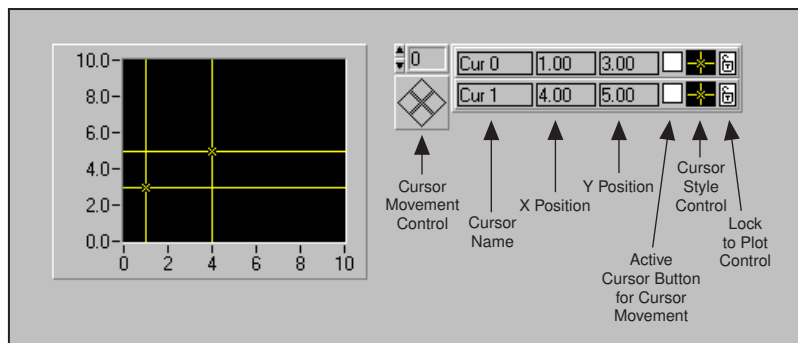 10.0
8.0
6.0
4.0
2.0
0.0
0 2 4 6 8 10
0
Cur 0 1.00 3.00
Cur 1 4.00 5.00
Cursor
Movement
Control
Cursor
Name
X Position
Y Position
Active
Cursor Button
for Cursor
Movement
Cursor
Style
Control
Lock
to Plot
Control